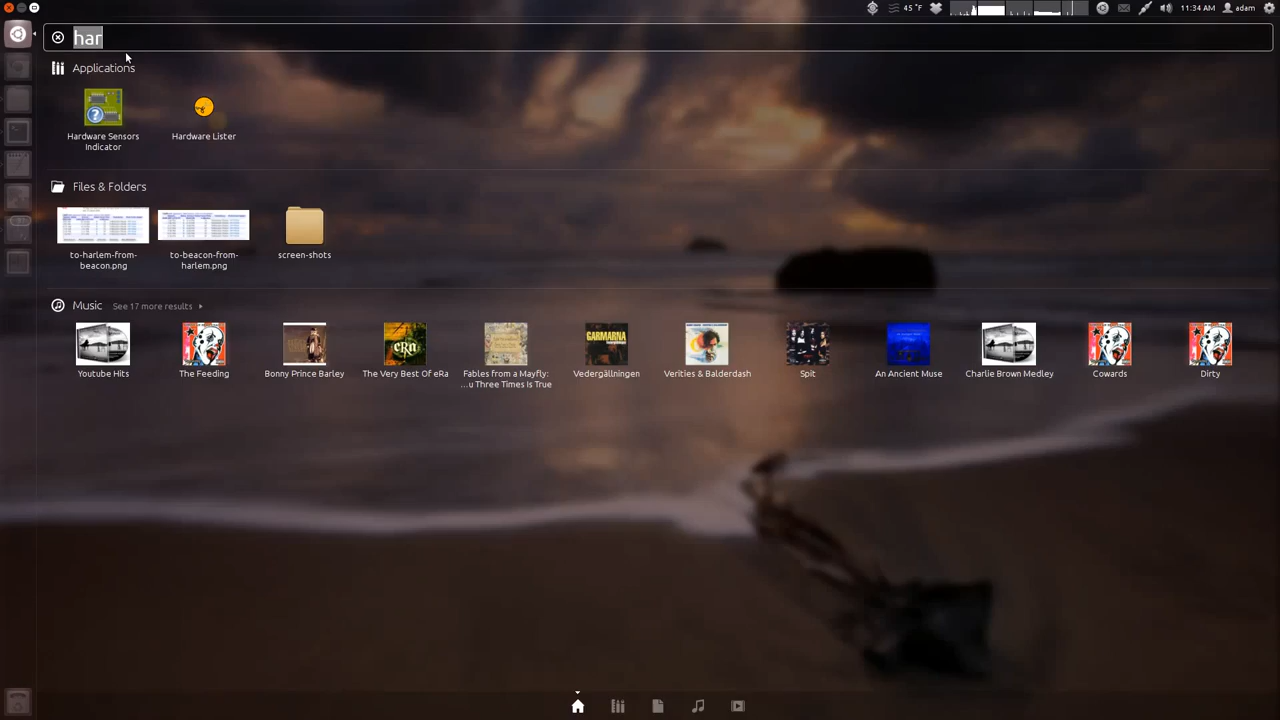 45 °F
11:34 AM
adam
har
Applications
Hardware Sensors
Indicator
Hardware Lister
Files & Folders
to-harlem-from-
beacon.png
to-beacon-from-
harlem.png
screen-shots
Music
See 17 more results
eRa
GARMARNA
Youtube Hits
The Feeding
Bonny Prince Barley
The Very Best Of eRa
Fables from a Mayfly:
...u Three Times Is True
Vedergällningen
Verities & Balderdash
Spit
An Ancient Muse
Charlie Brown Medley
Cowards
Dirty